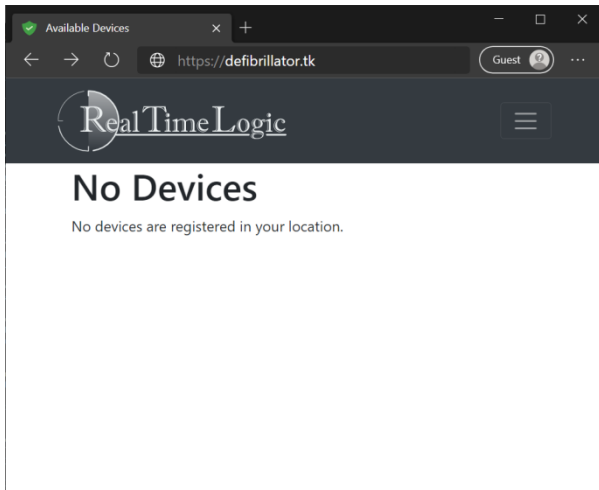 Available Devices
https://defibrillator.tk
Guest
RealTimeLogic
No Devices
No devices are registered in your location.